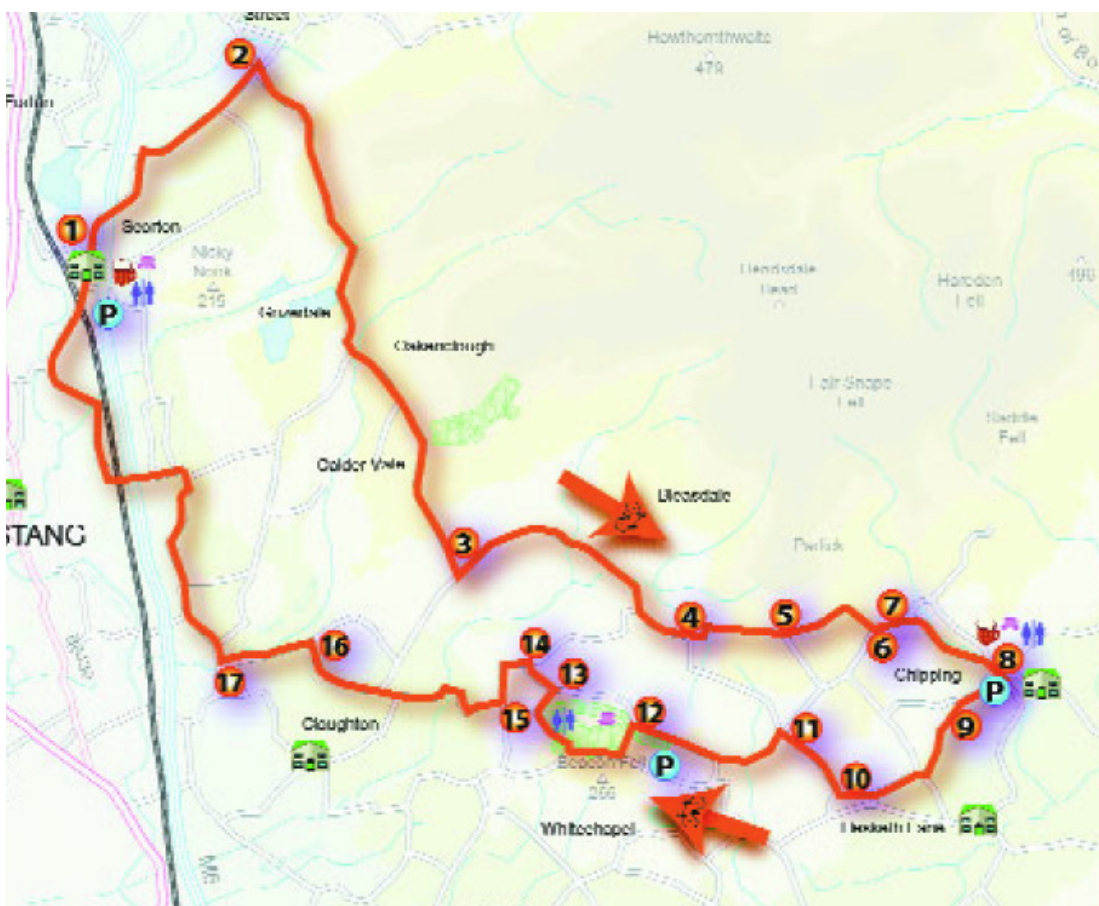 Street
2
Howthornthwaite
479
1
Scorton
Nicky
Nook
215
P
Grizedale
Oakenclough
Calder Vale
Bleasdale
Fair Snape
Fell
Saddle
Fell
3
Parlick
STANG
4
5
7
6
8
Chipping
P
16
14
13
17
15
12
11
9
Cloughton
Beacon Fell
266
P
10
Whitechapel
Hesketh Lane
M6